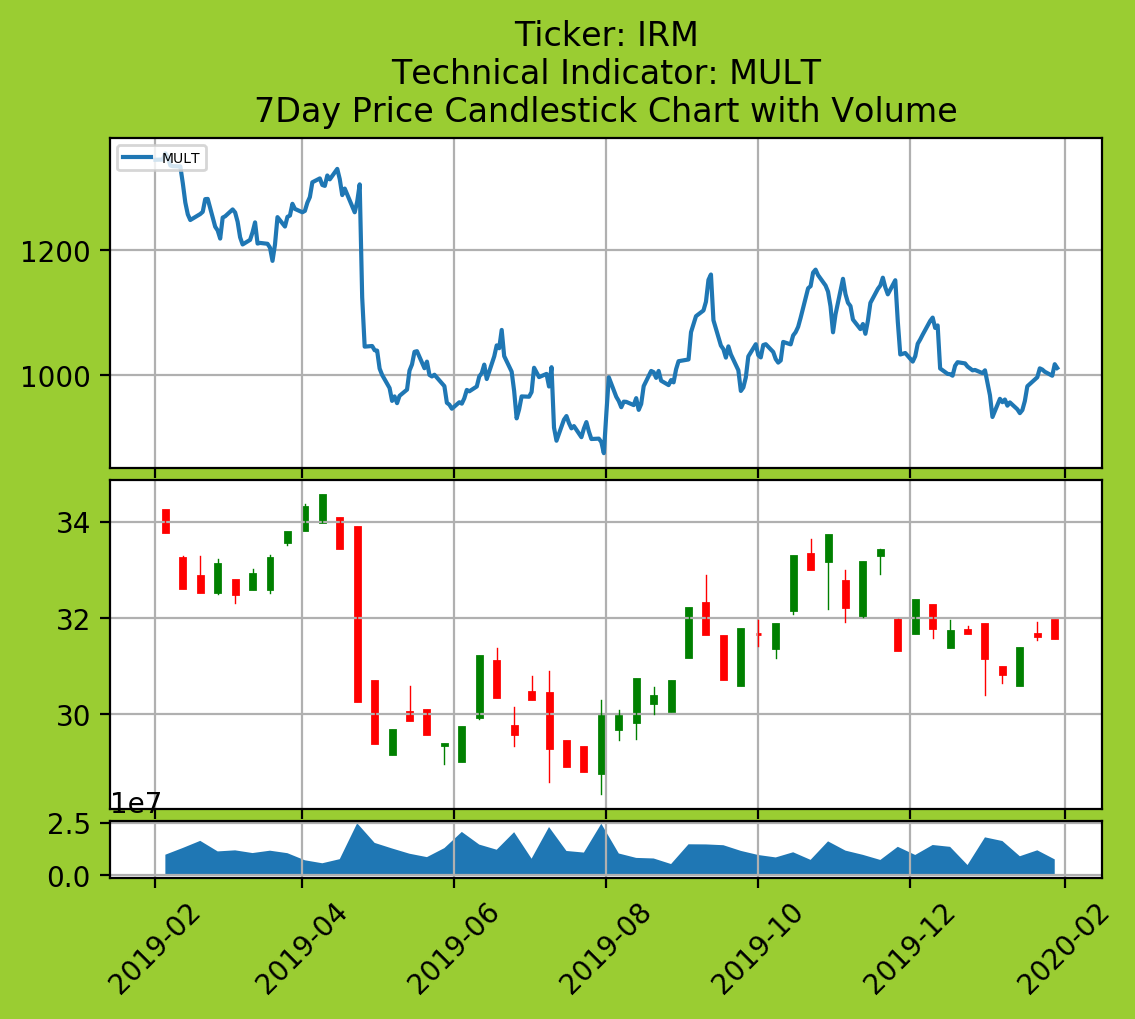 Ticker: IRM
Technical Indicator: MULT
7Day Price Candlestick Chart with Volume
MULT
1200
1000
34
32
30
1e7
2.5
0.0
2019-02
2019-04
2019-06
2019-08
2019-10
2019-12
2020-02